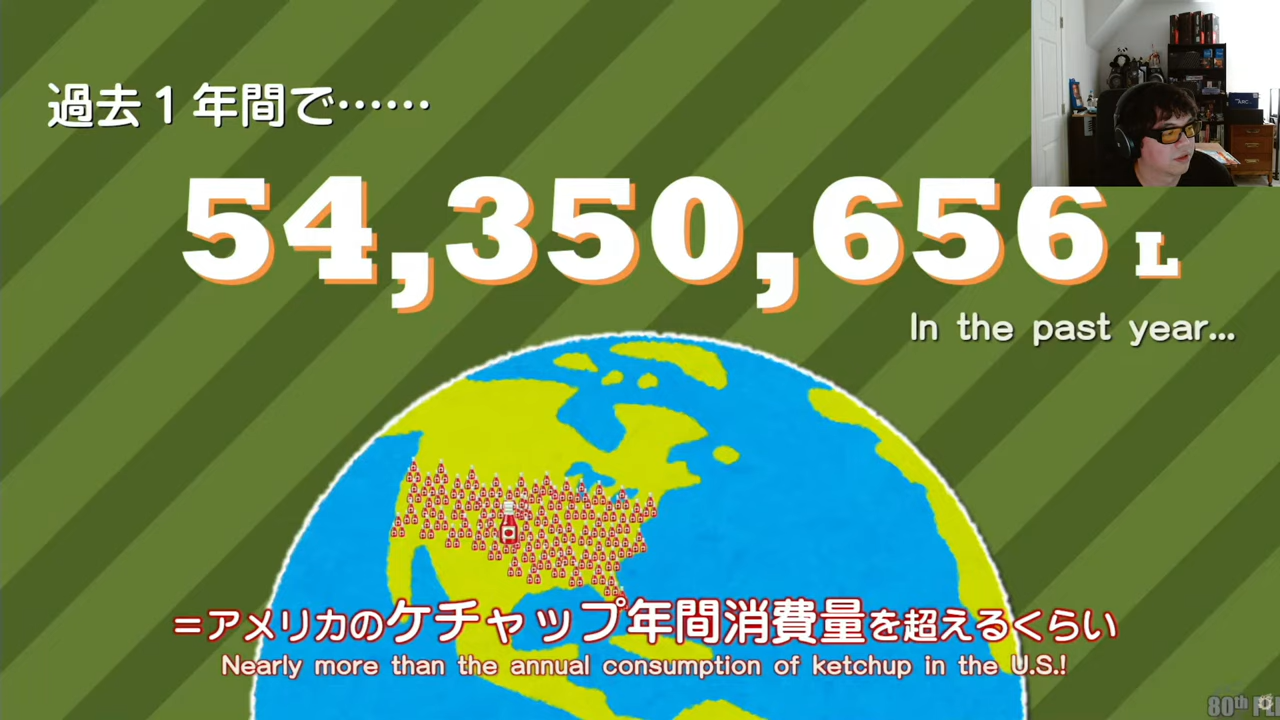 過去１年間で……
54,350,656 L
In the past year...
＝アメリカのケチャップ年間消費量を超えるくらい
Nearly more than the annual consumption of ketchup in the U.S.!
80th